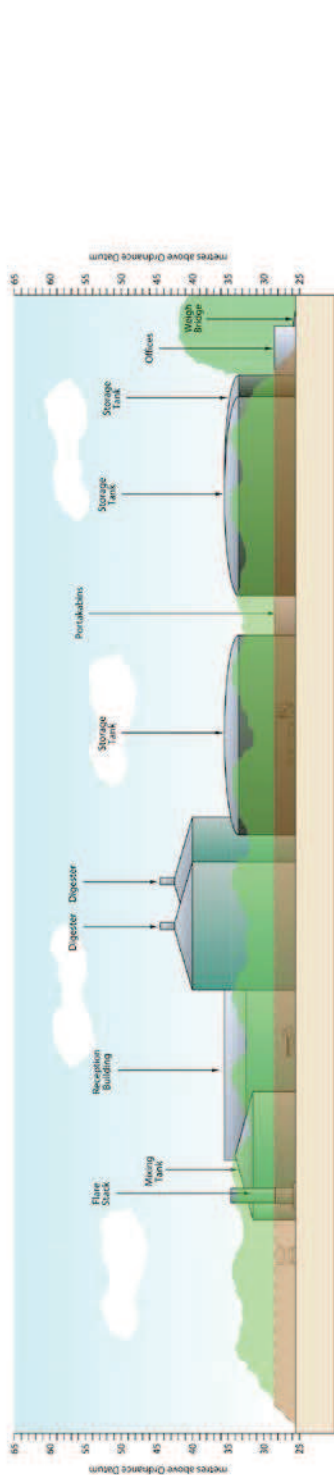 metres above Ordnance Datum
65
60
55
50
45
40
35
30
25
Flare
Stack
Mixing
Tank
Reception
Building
Digester
Digester
Storage
Tank
Portakabins
Storage
Tank
Storage
Tank
Offices
Weigh
Bridge
65
60
55
50
45
40
35
30
25
metres above Ordnance Datum